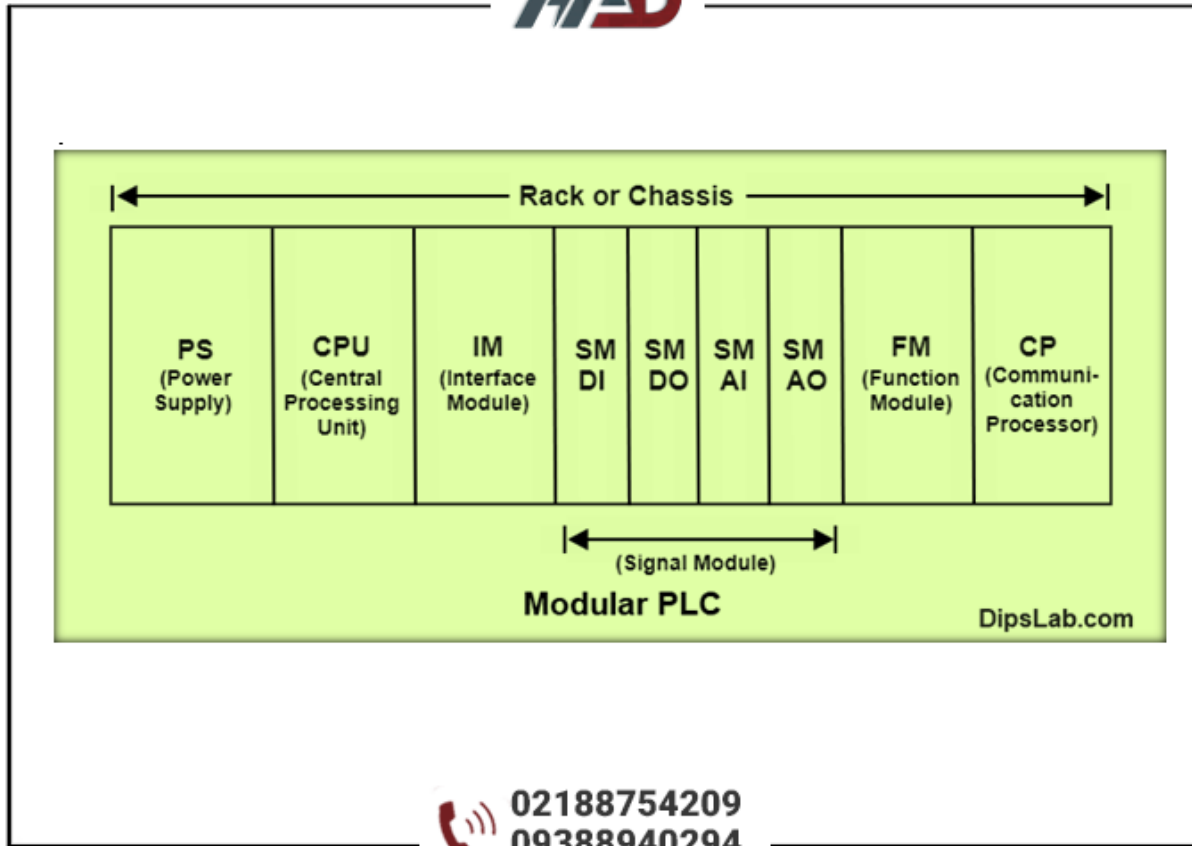 Rack or Chassis
PS
(Power
Supply)
CPU
(Central
Processing
Unit)
IM
(Interface
Module)
SM
DI
SM
DO
SM
AI
SM
AO
FM
(Function
Module)
CP
(Communi-
cation
Processor)
(Signal Module)
Modular PLC
DipsLab.com
02188754209
09388940294